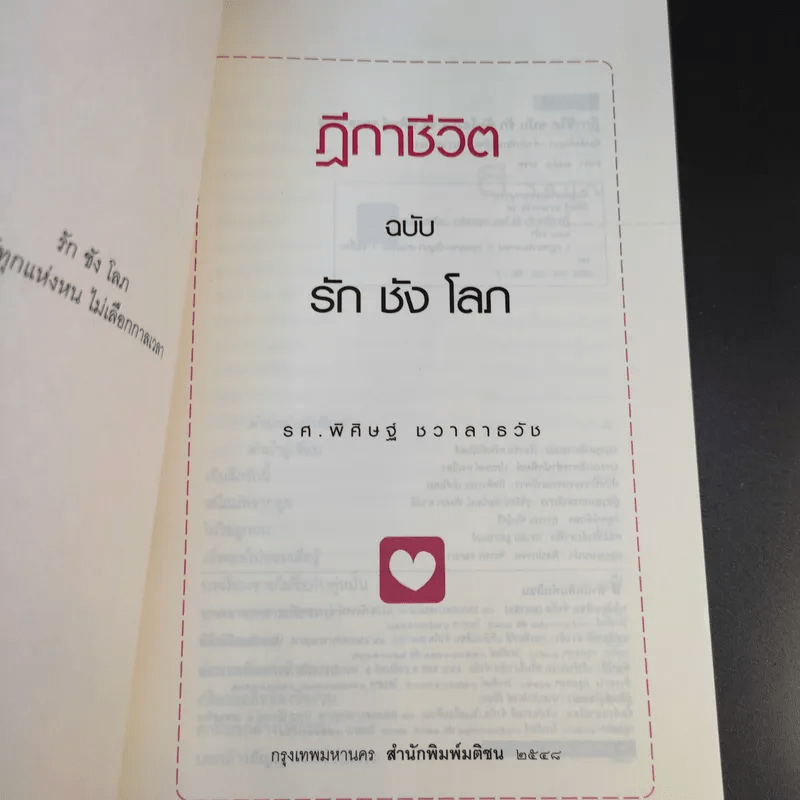 รัก ชัง โลภ
ทุกแห่งหน ไม่เลือกกาลเวลา
ฎีกาชีวิต
ฉบับ
รัก ชัง โลภ
รศ.พิศิษฐ์ ชวาลาธวัช
กรุงเทพมหานคร สำนักพิมพ์มติชน ๒๕๔๘